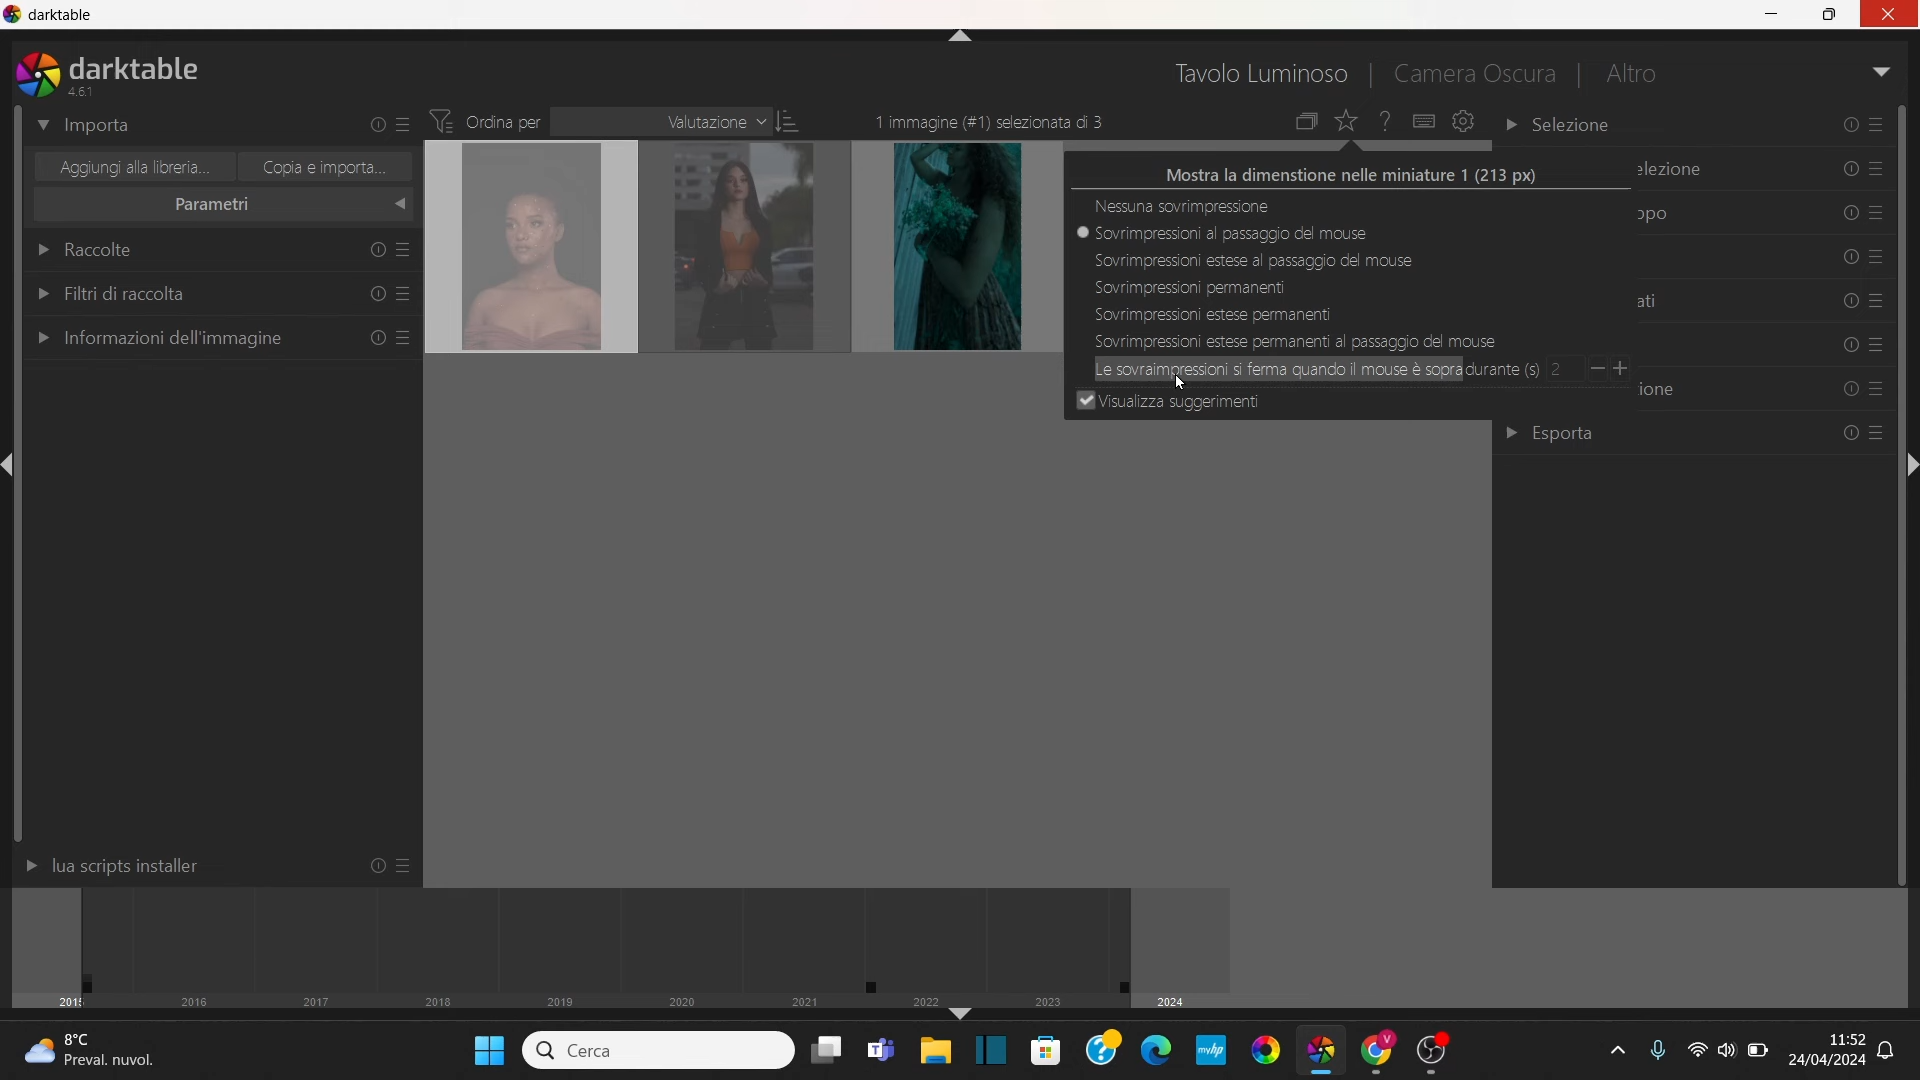 darktable
darktable
4.6.1
Tavolo Luminoso | Camera Oscura | Altro
Importa
Aggiungi alla libreria...
Copia e importa...
Parametri
Raccolte
Filtri di raccolta
Informazioni dell'immagine
lua scripts installer
Ordina per
Valutazione
1 immagine (#1) selezionata di 3
Mostra la dimenstione nelle miniature 1 (213 px)
Nessuna sovrimpressione
Sovrimpressioni al passaggio del mouse
Sovrimpressioni estese al passaggio del mouse
Sovrimpressioni permanenti
Sovrimpressioni estese permanenti
Sovrimpressioni estese permanenti al passaggio del mouse
Le sovraimpressioni si ferma quando il mouse è sopra durante (s) 2
Visualizza suggerimenti
Selezione
elezione
ati
ione
Esporta
2015 2016 2017 2018 2019 2020 2021 2022 2023 2024
8°C
Preval. nuvol.
Cerca
myhp
V
11:52
24/04/2024